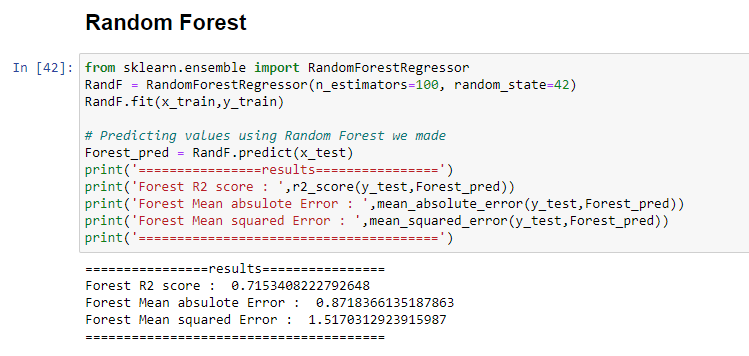 Random Forest
In [42]: from sklearn.ensemble import RandomForestRegressor
RandF = RandomForestRegressor(n_estimators=100, random_state=42)
RandF.fit(x_train,y_train)
# Predicting values using Random Forest we made
Forest_pred = RandF.predict(x_test)
print('================results================')
print('Forest R2 score : ',r2_score(y_test,Forest_pred))
print('Forest Mean absulote Error : ',mean_absolute_error(y_test,Forest_pred))
print('Forest Mean squared Error : ',mean_squared_error(y_test,Forest_pred))
print('=======================================')
================results================
Forest R2 score :  0.7153408222792648
Forest Mean absulote Error :  0.8718366135187863
Forest Mean squared Error :  1.5170312923915987
=======================================